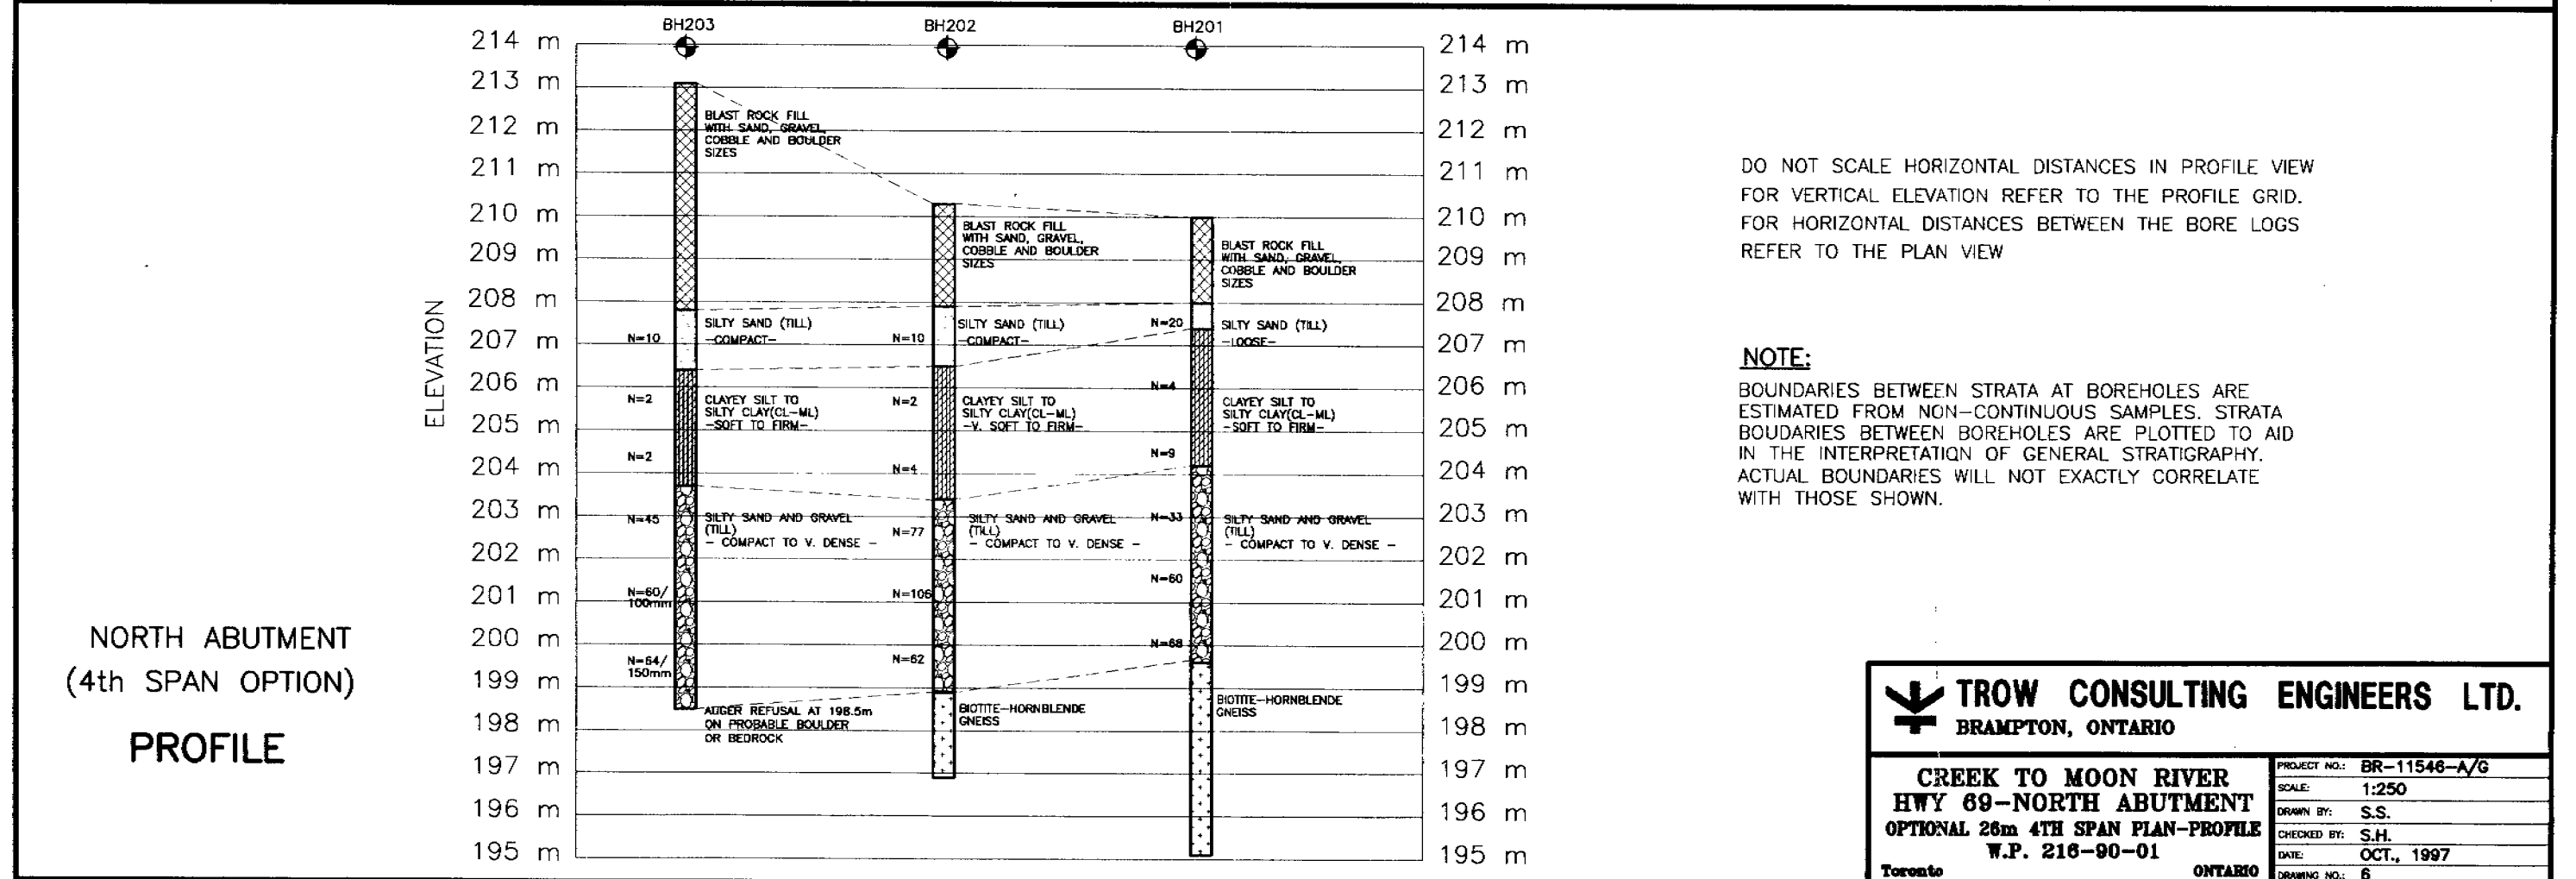 BH203
BH202
BH201
214 m
213 m
212 m
211 m
210 m
209 m
208 m
207 m
206 m
205 m
204 m
203 m
202 m
201 m
200 m
199 m
198 m
197 m
196 m
195 m
ELEVATION
NORTH ABUTMENT
(4th SPAN OPTION)
PROFILE
BLAST ROCK FILL
WITH SAND, GRAVEL,
COBBLE AND BOULDER
SIZES
N=10
SILTY SAND (TILL)
-COMPACT-
N=2
CLAYEY SILT TO
SILTY CLAY(CL-ML)
-SOFT TO FIRM-
N=2
N=45
SILTY SAND AND GRAVEL
(TILL)
- COMPACT TO V. DENSE -
N=60/
100mm
N=64/
150mm
AUGER REFUSAL AT 198.5m
ON PROBABLE BOULDER
OR BEDROCK
BLAST ROCK FILL
WITH SAND, GRAVEL,
COBBLE AND BOULDER
SIZES
N=10
SILTY SAND (TILL)
-COMPACT-
N=2
CLAYEY SILT TO
SILTY CLAY(CL-ML)
-V. SOFT TO FIRM-
N=4
N=77
SILTY SAND AND GRAVEL
(TILL)
- COMPACT TO V. DENSE -
N=106
N=62
BIOTITE-HORNBLENDE
GNEISS
BLAST ROCK FILL
WITH SAND, GRAVEL,
COBBLE AND BOULDER
SIZES
N=20
SILTY SAND (TILL)
-LOOSE-
N=4
CLAYEY SILT TO
SILTY CLAY(CL-ML)
-SOFT TO FIRM-
N=9
N=33
SILTY SAND AND GRAVEL
(TILL)
- COMPACT TO V. DENSE -
N=60
N=68
BIOTITE-HORNBLENDE
GNEISS
214 m
213 m
212 m
211 m
210 m
209 m
208 m
207 m
206 m
205 m
204 m
203 m
202 m
201 m
200 m
199 m
198 m
197 m
196 m
195 m
DO NOT SCALE HORIZONTAL DISTANCES IN PROFILE VIEW
FOR VERTICAL ELEVATION REFER TO THE PROFILE GRID.
FOR HORIZONTAL DISTANCES BETWEEN THE BORE LOGS
REFER TO THE PLAN VIEW
NOTE:
BOUNDARIES BETWEEN STRATA AT BOREHOLES ARE
ESTIMATED FROM NON-CONTINUOUS SAMPLES. STRATA
BOUDARIES BETWEEN BOREHOLES ARE PLOTTED TO AID
IN THE INTERPRETATION OF GENERAL STRATIGRAPHY.
ACTUAL BOUNDARIES WILL NOT EXACTLY CORRELATE
WITH THOSE SHOWN.
TROW CONSULTING ENGINEERS LTD.
BRAMPTON, ONTARIO
CREEK TO MOON RIVER
HWY 69-NORTH ABUTMENT
OPTIONAL 26m 4TH SPAN PLAN-PROFILE
W.P. 216-90-01
Toronto ONTARIO
PROJECT NO.: BR-11546-A/G
SCALE: 1:250
DRAWN BY: S.S.
CHECKED BY: S.H.
DATE: OCT., 1997
DRAWING NO.: 6